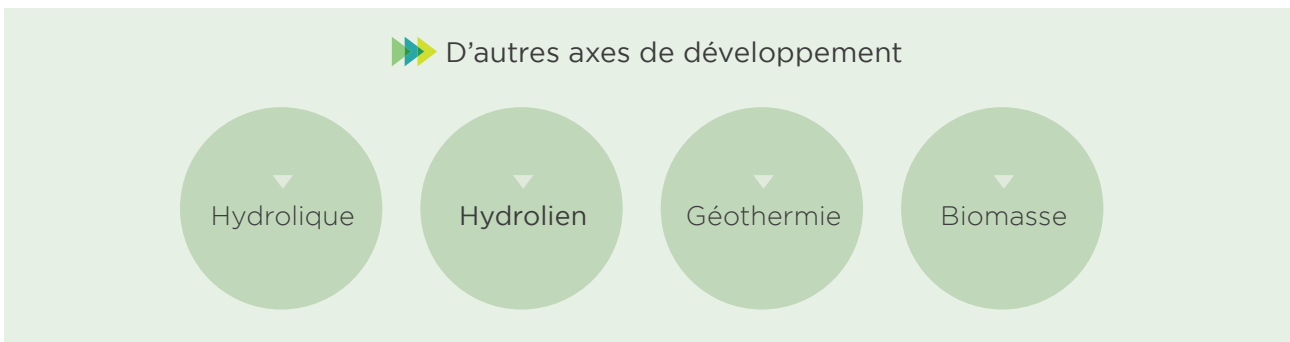 D’autres axes de développement
Hydrolique
Hydrolien
Géothermie
Biomasse